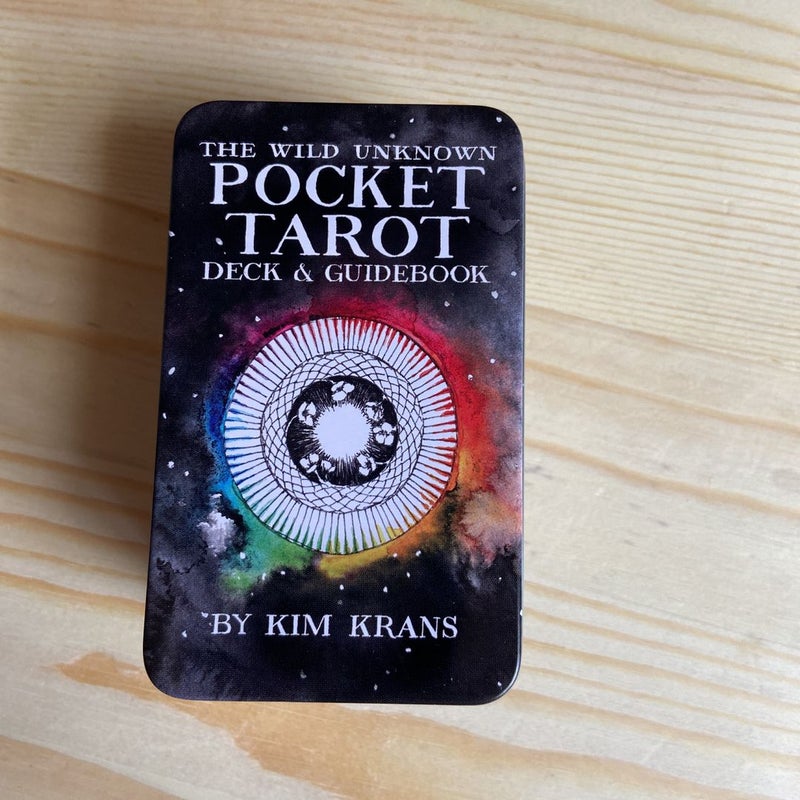 THE WILD UNKNOWN
POCKET
TAROT
DECK & GUIDEBOOK
BY KIM KRANS